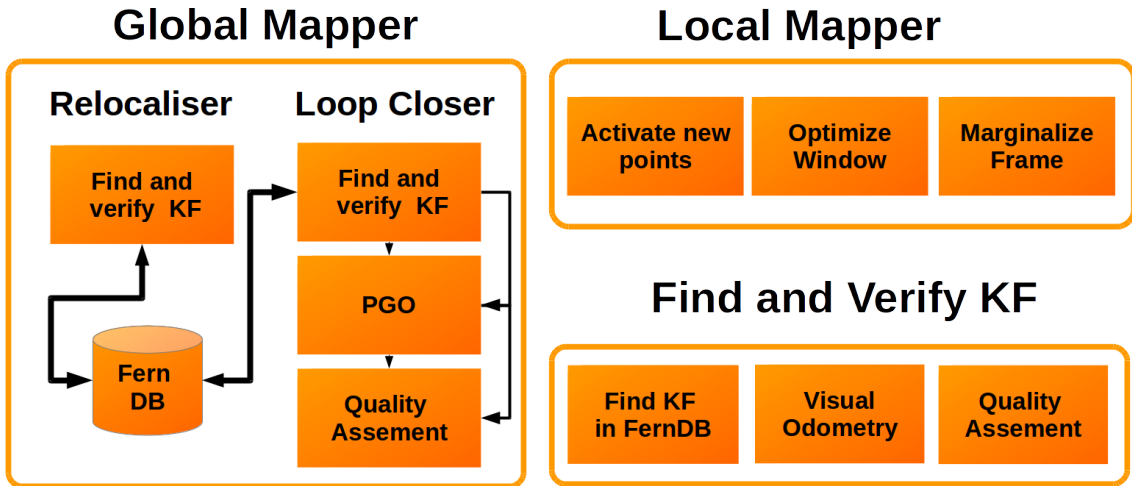 Global Mapper
Relocaliser
Loop Closer
Find and
verify KF
Find and
verify KF
PGO
Fern
DB
Quality
Assement
Local Mapper
Activate new
points
Optimize
Window
Marginalize
Frame
Find and Verify KF
Find KF
in FernDB
Visual
Odometry
Quality
Assement